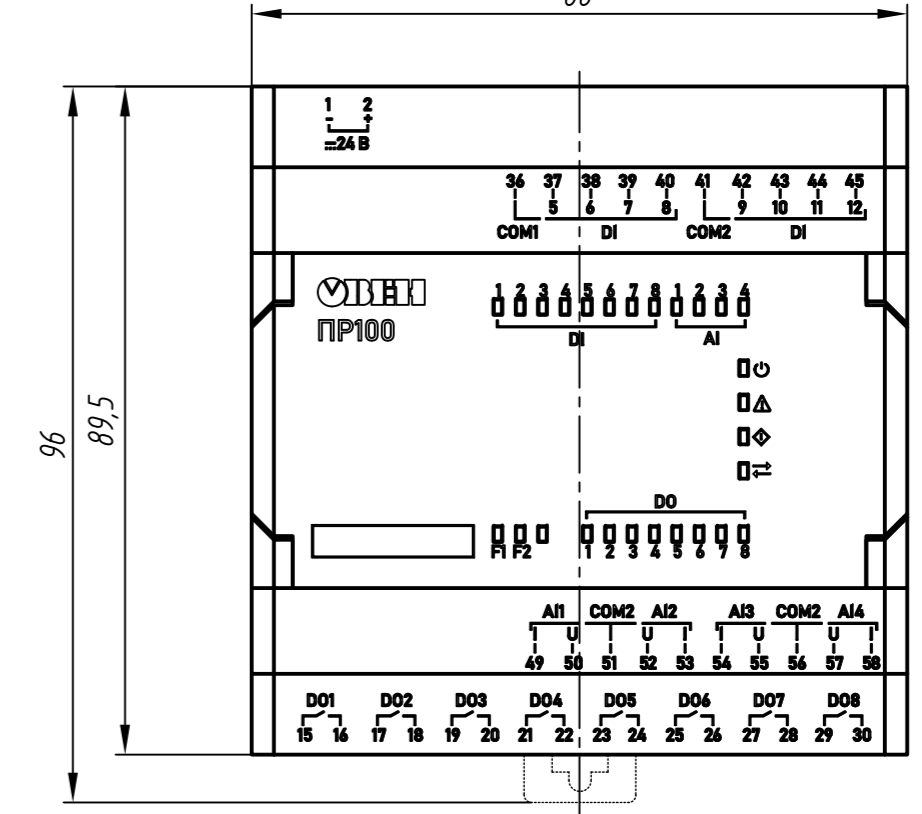 1 2
- +
⎓24 В
36 37 38 39 40 41 42 43 44 45
5 6 7 8 9 10 11 12
COM1 DI COM2 DI
ОВЕН
1 2 3 4 5 6 7 8 1 2 3 4
ПР100
DI AI
96
89,5
DO
F1 F2 1 2 3 4 5 6 7 8
AI1 COM2 AI2 AI3 COM2 AI4
I U U I I U U I
49 50 51 52 53 54 55 56 57 58
DO1 DO2 DO3 DO4 DO5 DO6 DO7 DO8
15 16 17 18 19 20 21 22 23 24 25 26 27 28 29 30